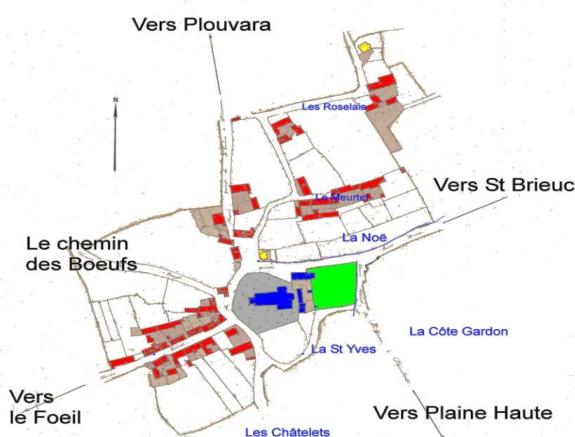 Vers Plouvara
N
Les Roselais
Le Meurtel
Vers St Brieuc
La Noë
Le chemin
des Boeufs
La Côte Gardon
La St Yves
Vers
le Foeil
Vers Plaine Haute
Les Châtelets